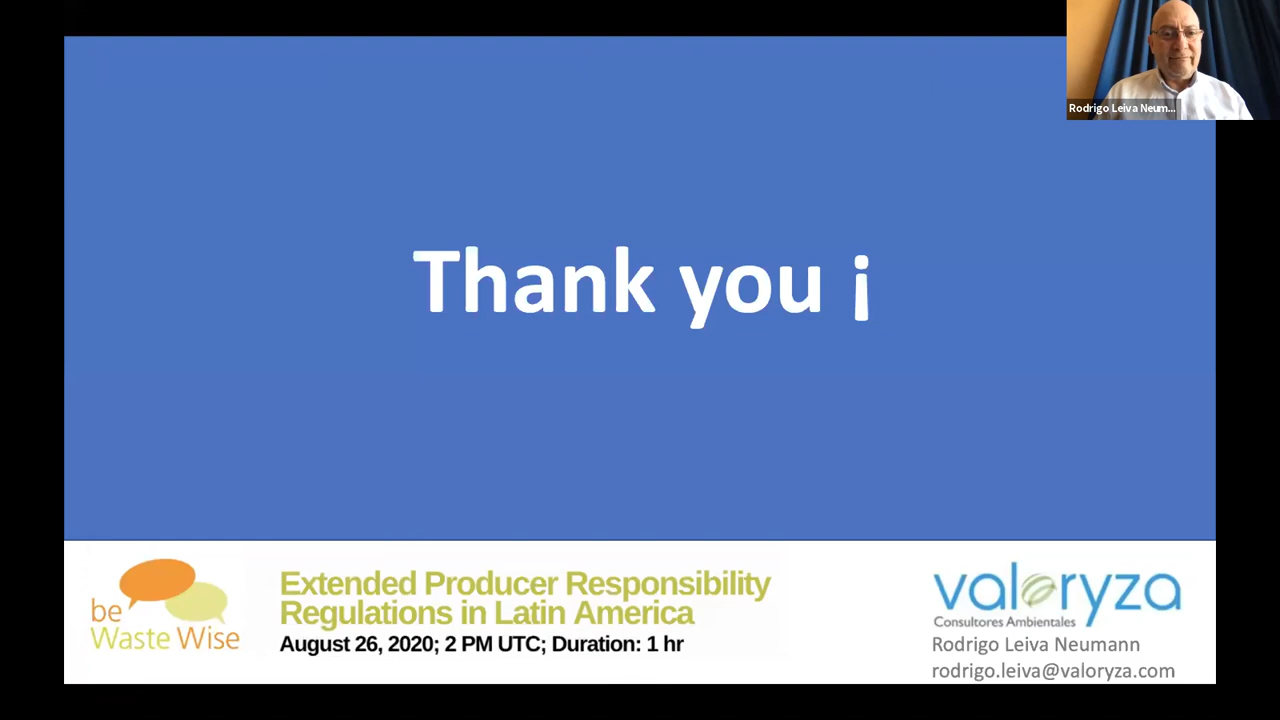 Rodrigo Leiva Neum...
Thank you ¡
be
Waste Wise
Extended Producer Responsibility
Regulations in Latin America
August 26, 2020; 2 PM UTC; Duration: 1 hr
valoryza
Consultores Ambientales
Rodrigo Leiva Neumann
rodrigo.leiva@valoryza.com